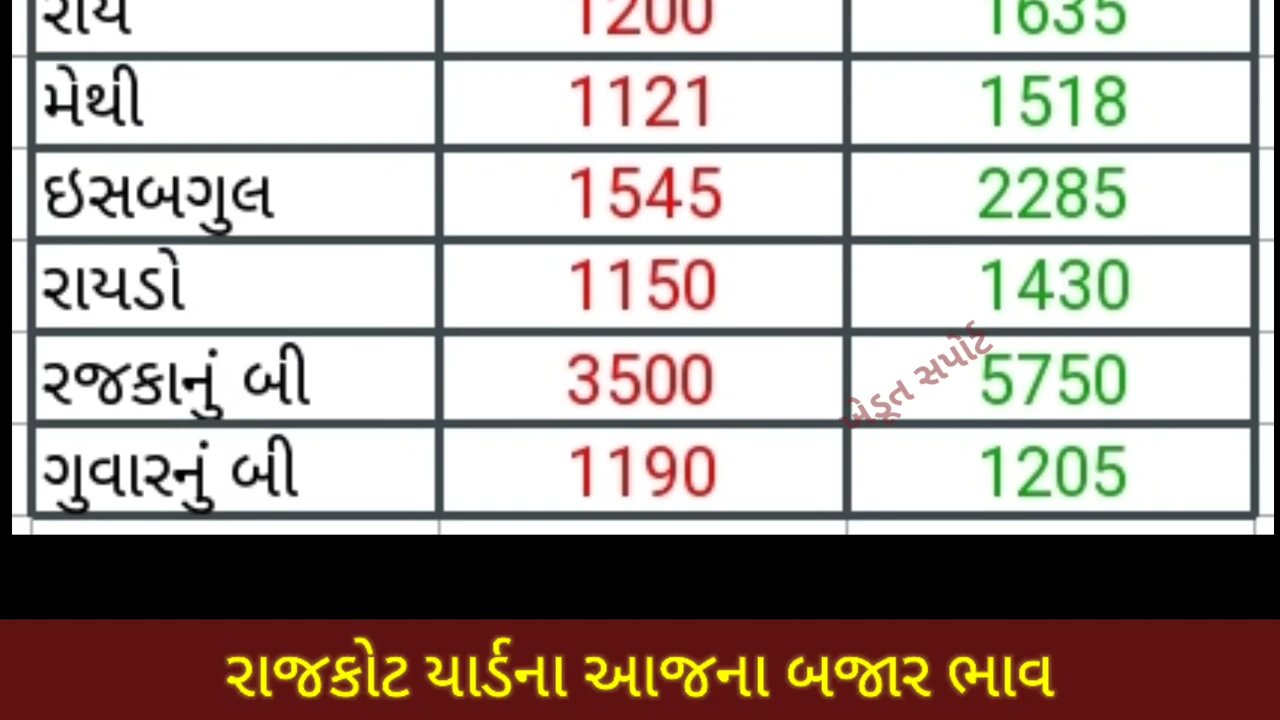 રાય 1200 1635
મેથી 1121 1518
ઇસબગુલ 1545 2285
રાયડો 1150 1430
રજકાનું બી 3500 5750
ખેડૂત સપોર્ટ
ગુવારનું બી 1190 1205
રાજકોટ યાર્ડના આજના બજાર ભાવ